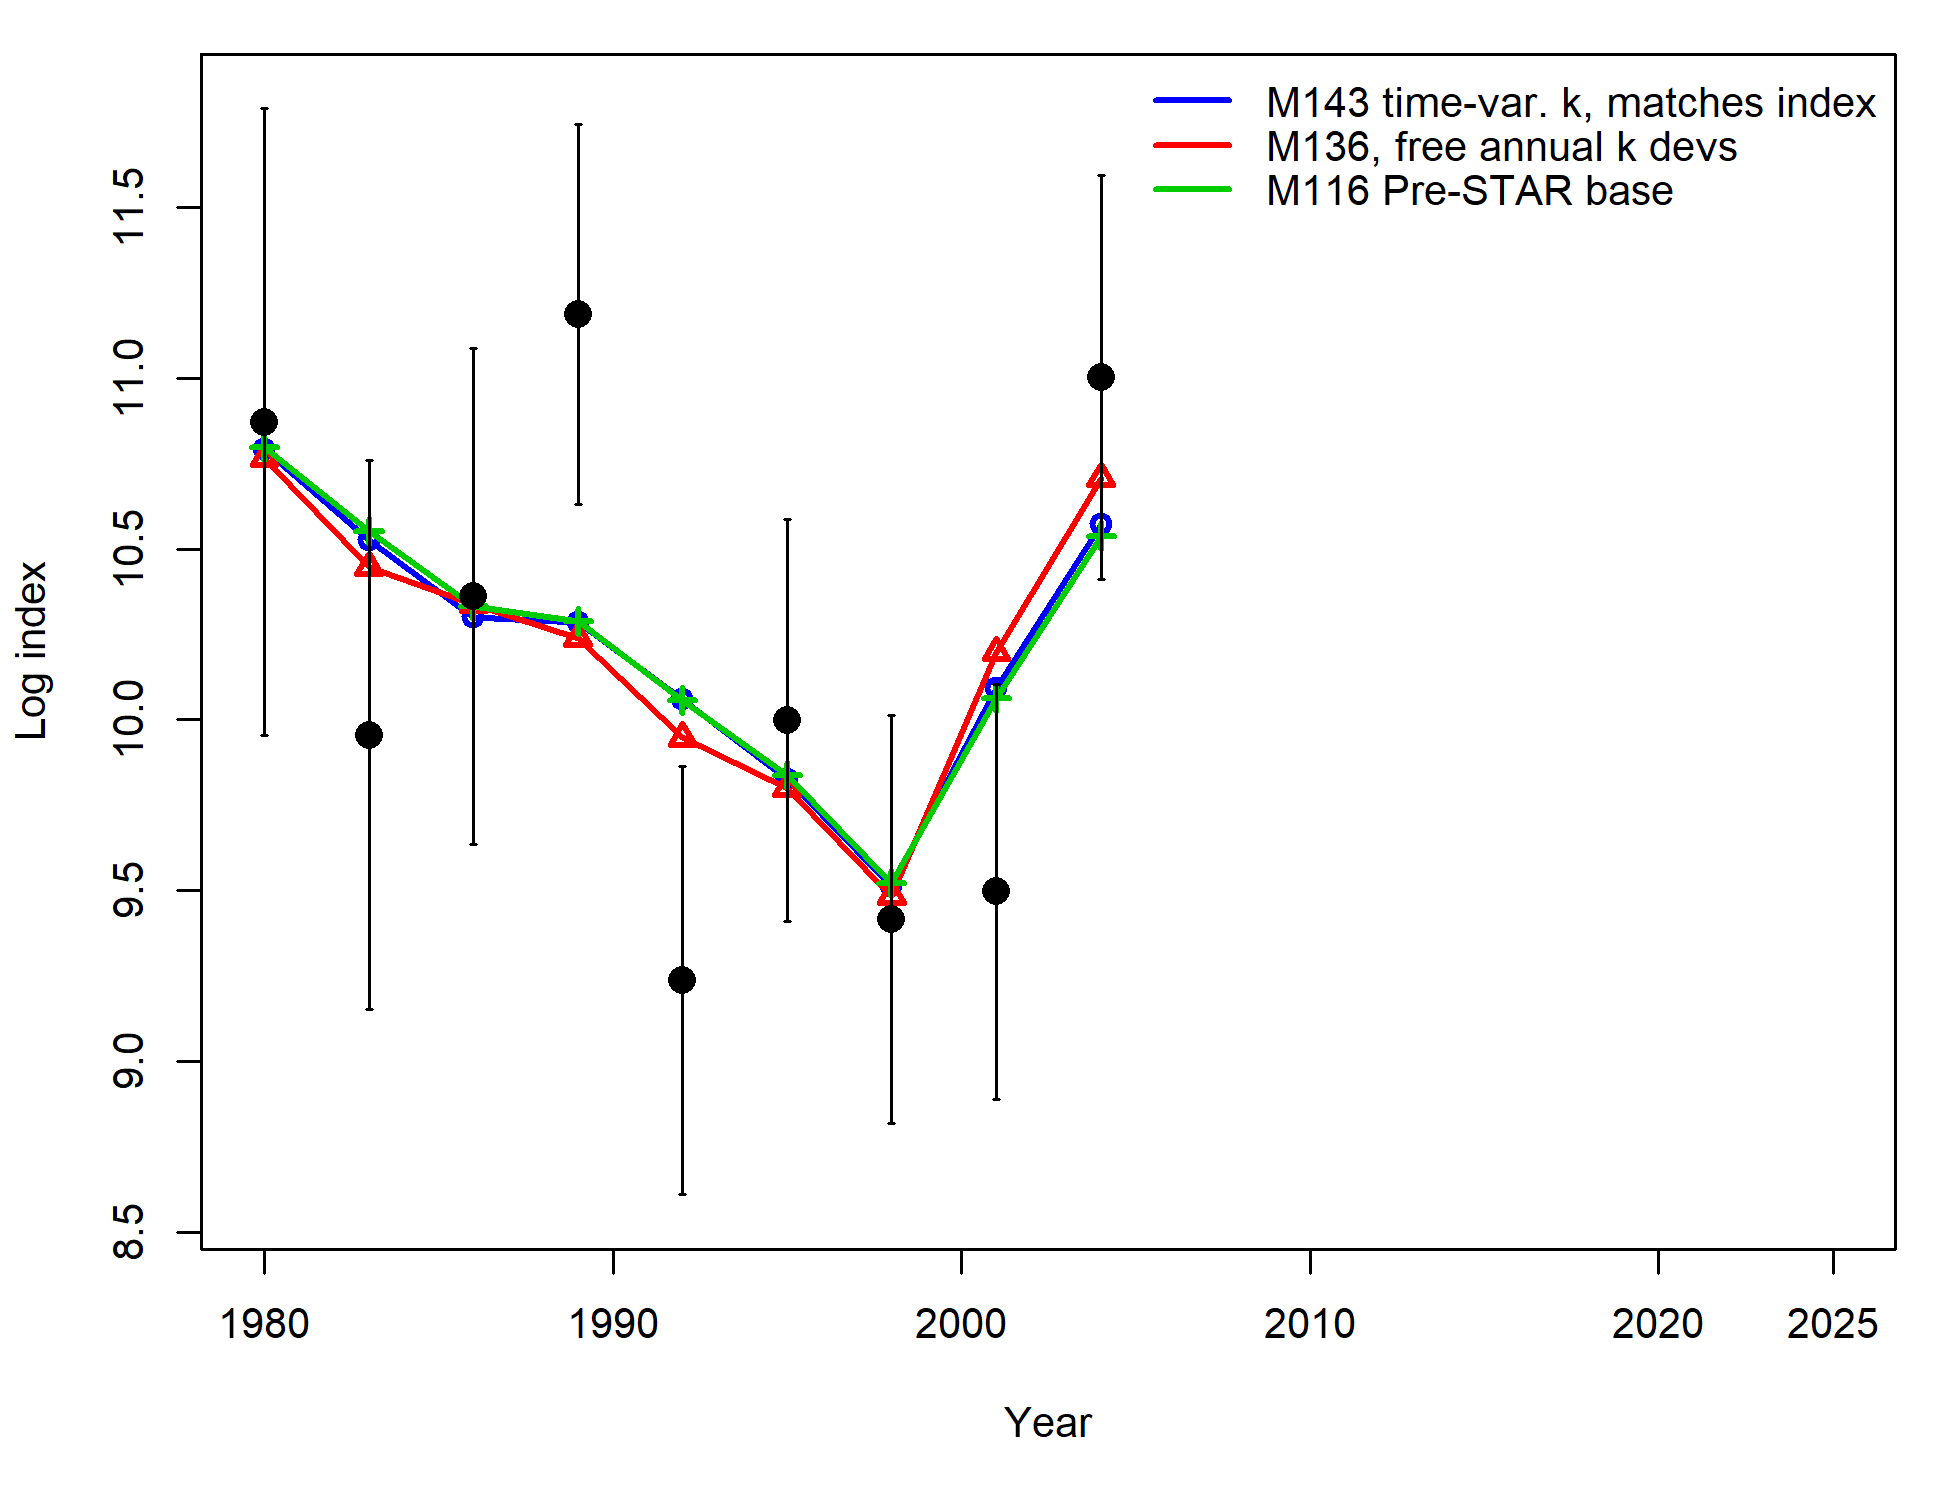 M143 time-var. k, matches index
M136, free annual k devs
M116 Pre-STAR base
Log index
11.5
11.0
10.5
10.0
9.5
9.0
8.5
1980 1990 2000 2010 2020 2025
Year